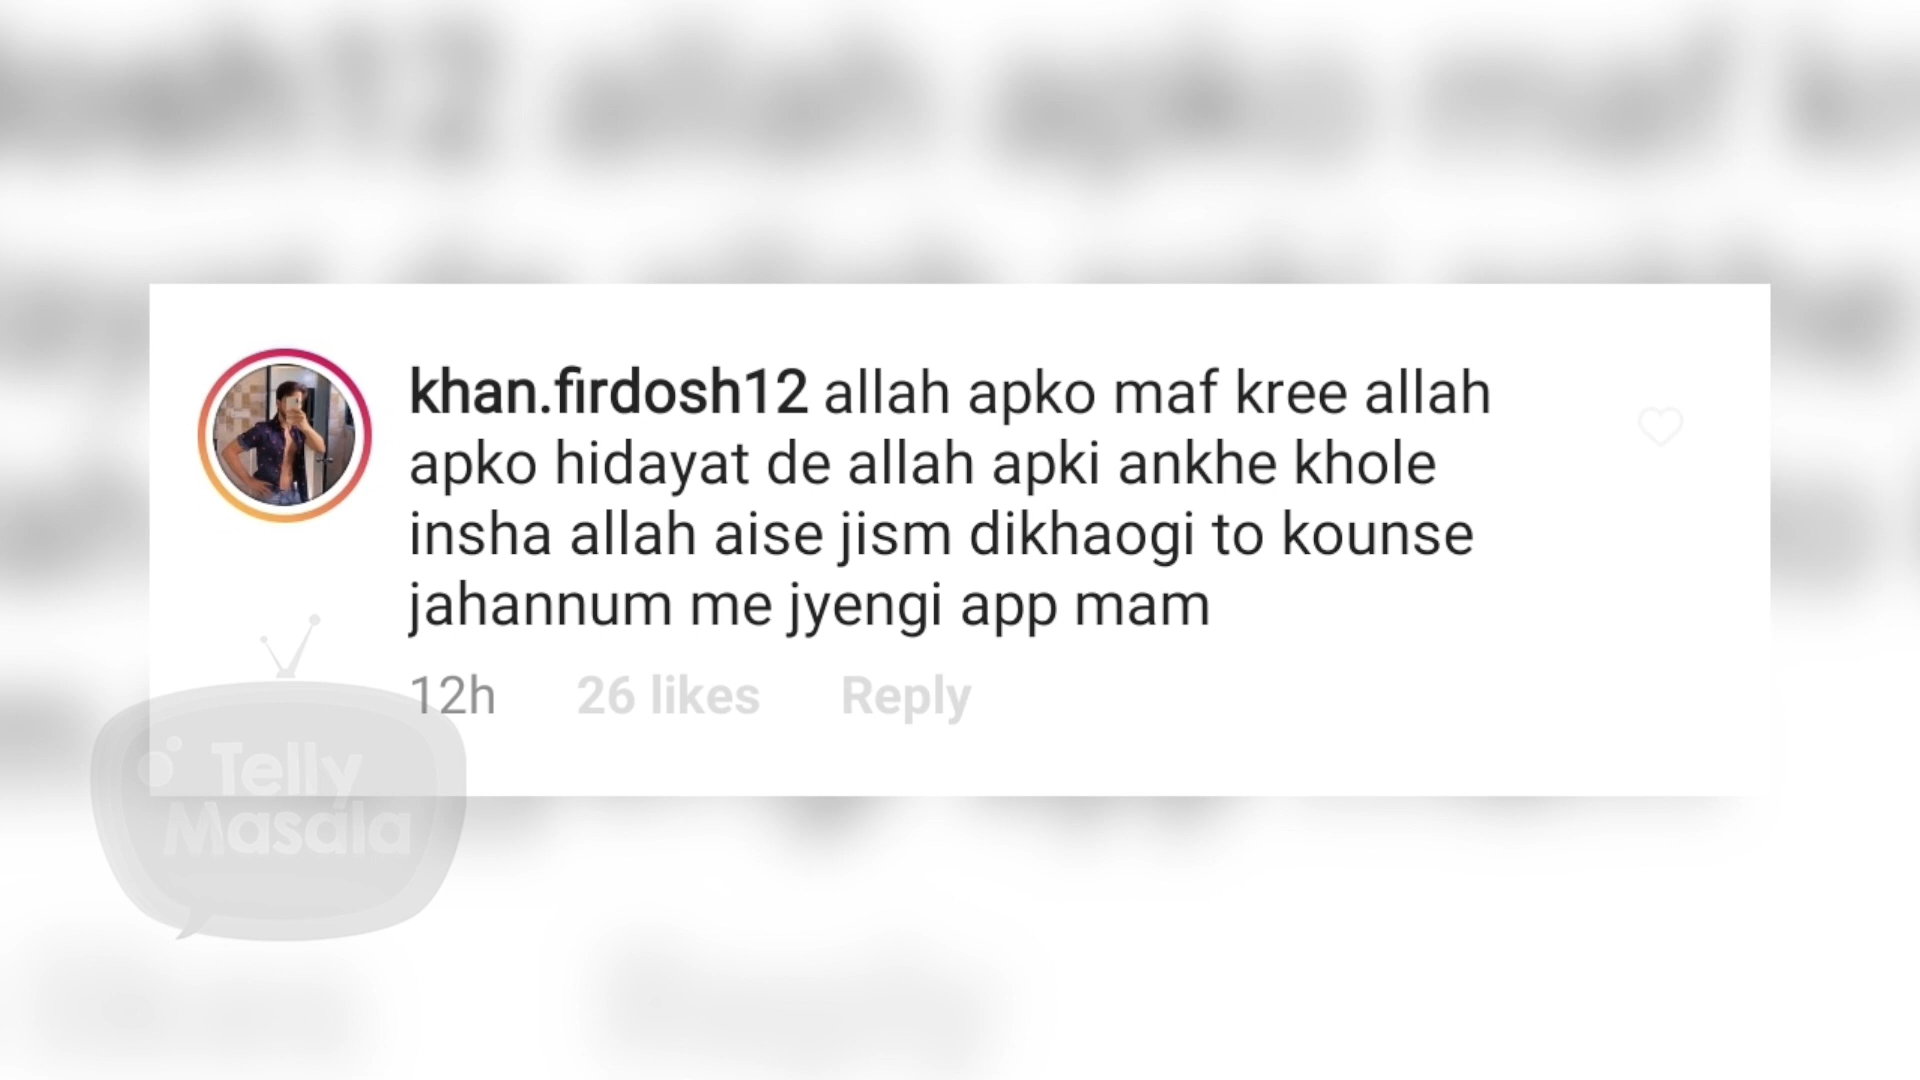 khan.firdosh12 allah apko maf kree allah
apko hidayat de allah apki ankhe khole
insha allah aise jism dikhaogi to kounse
jahannum me jyengi app mam
12h 26 likes Reply
Telly
Masala